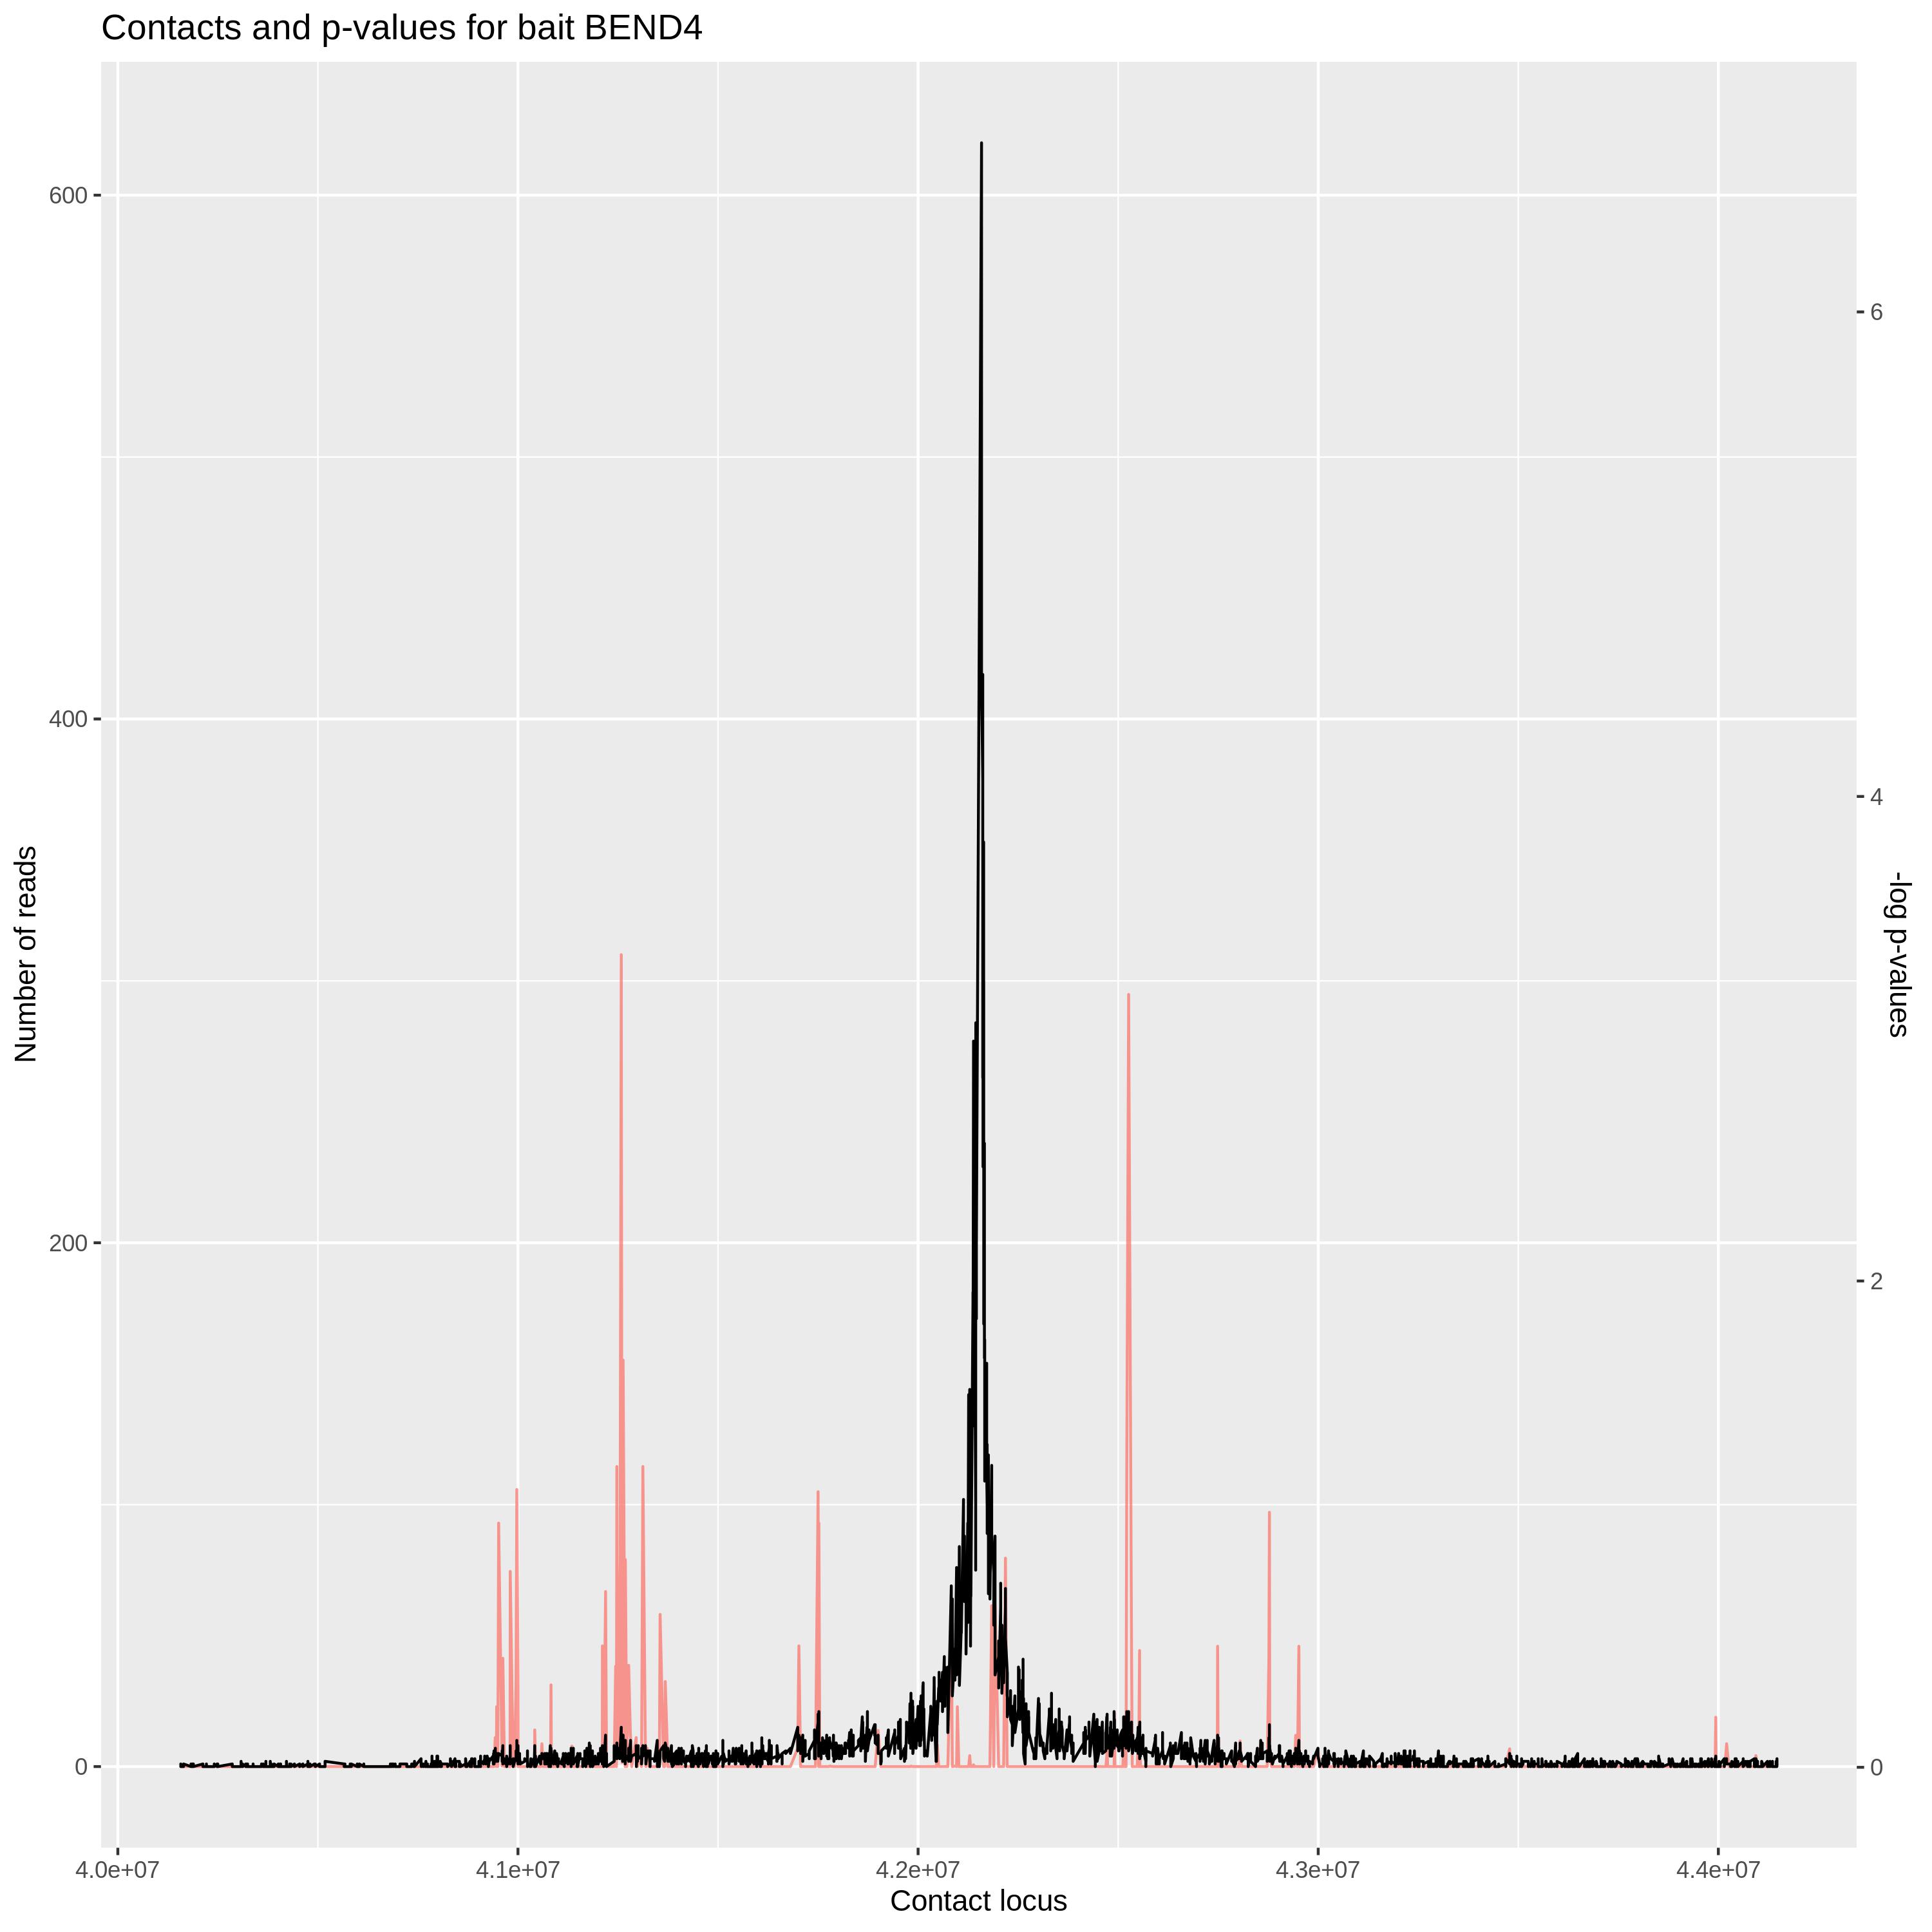 Contacts and p-values for bait BEND4
600
400
200
0
Number of reads
6
4
2
0
-log p-values
4.0e+07
4.1e+07
4.2e+07
4.3e+07
4.4e+07
Contact locus